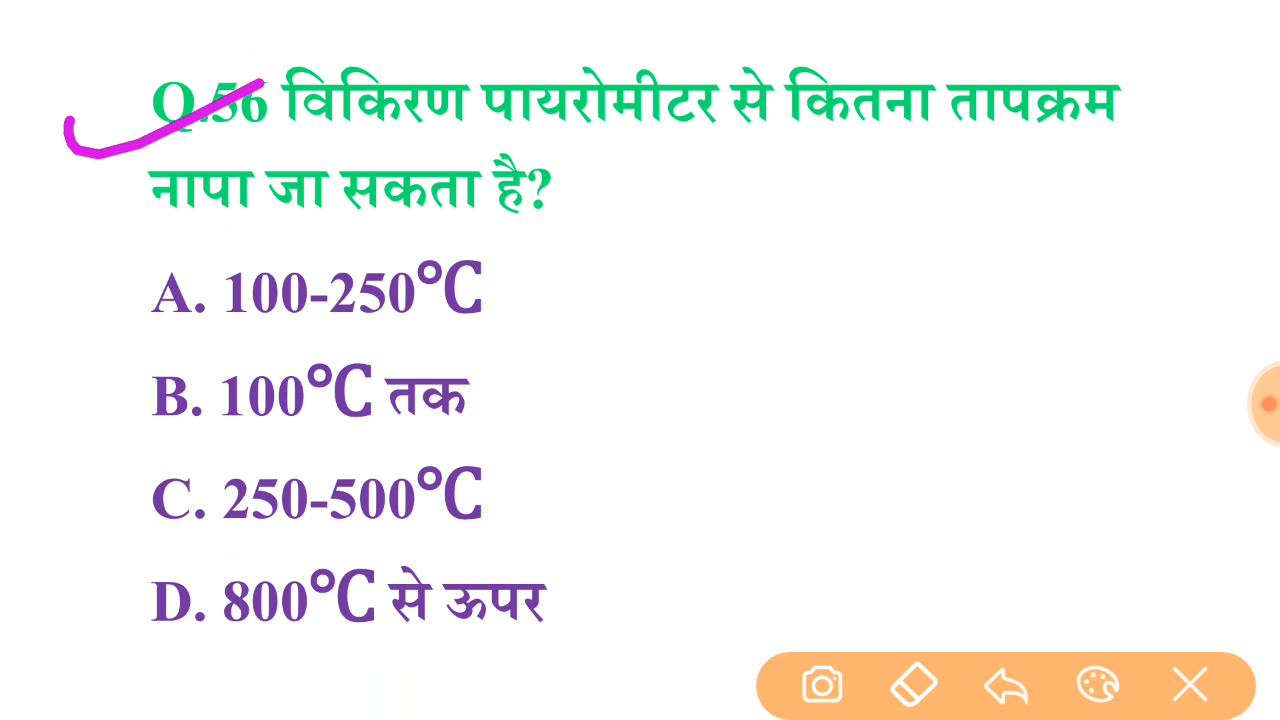 Q.56 विकिरण पायरोमीटर से कितना तापक्रम
नापा जा सकता है?
A. 100-250℃
B. 100℃ तक
C. 250-500℃
D. 800℃ से ऊपर